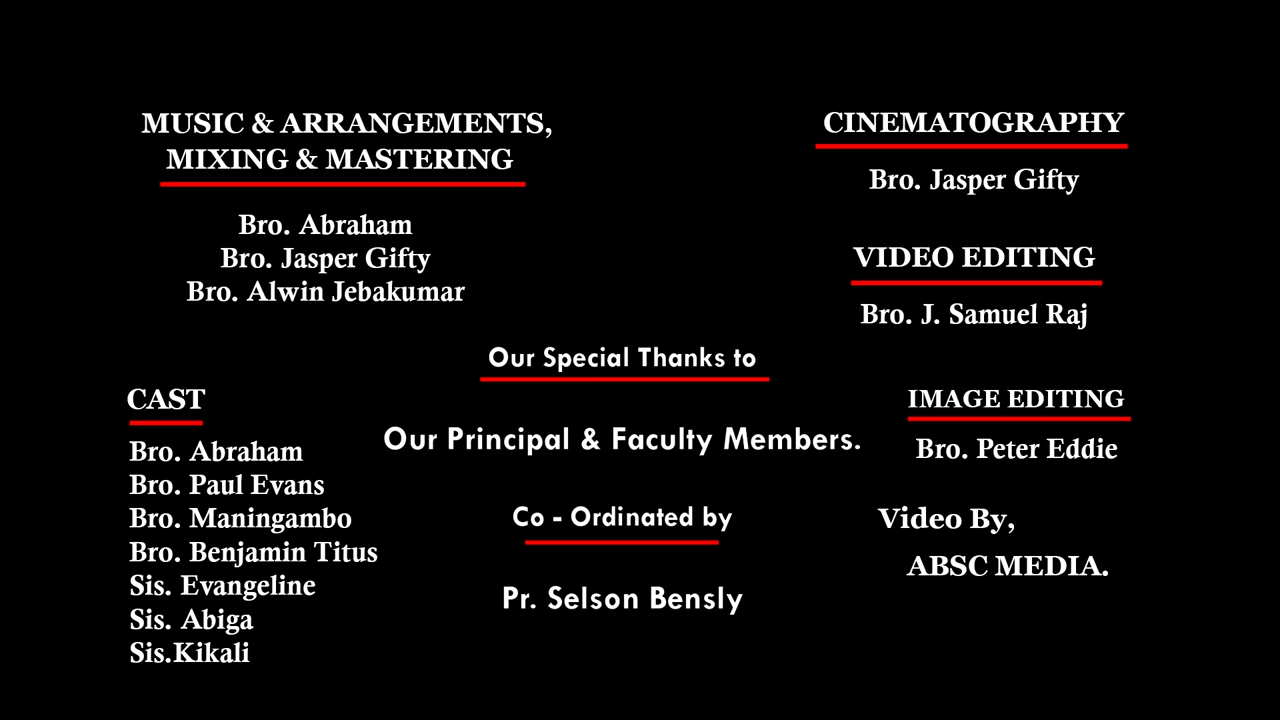 MUSIC & ARRANGEMENTS,
MIXING & MASTERING
Bro. Abraham
Bro. Jasper Gifty
Bro. Alwin Jebakumar
CAST
Bro. Abraham
Bro. Paul Evans
Bro. Maningambo
Bro. Benjamin Titus
Sis. Evangeline
Sis. Abiga
Sis.Kikali
Our Special Thanks to
Our Principal & Faculty Members.
Co - Ordinated by
Pr. Selson Bensly
CINEMATOGRAPHY
Bro. Jasper Gifty
VIDEO EDITING
Bro. J. Samuel Raj
IMAGE EDITING
Bro. Peter Eddie
Video By,
ABSC MEDIA.